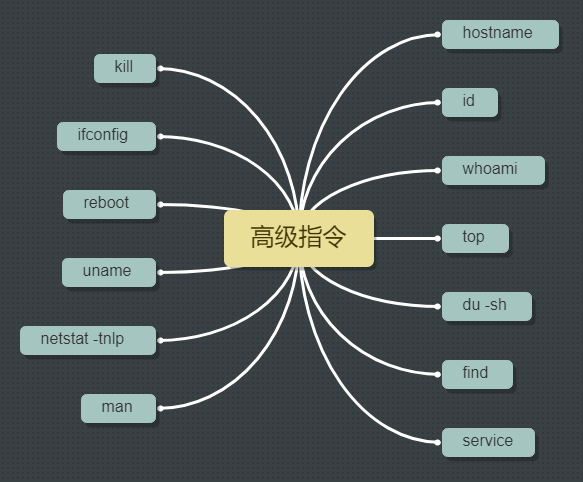 高级指令
hostname
id
whoami
top
du -sh
find
service
kill
ifconfig
reboot
uname
netstat -tnlp
man